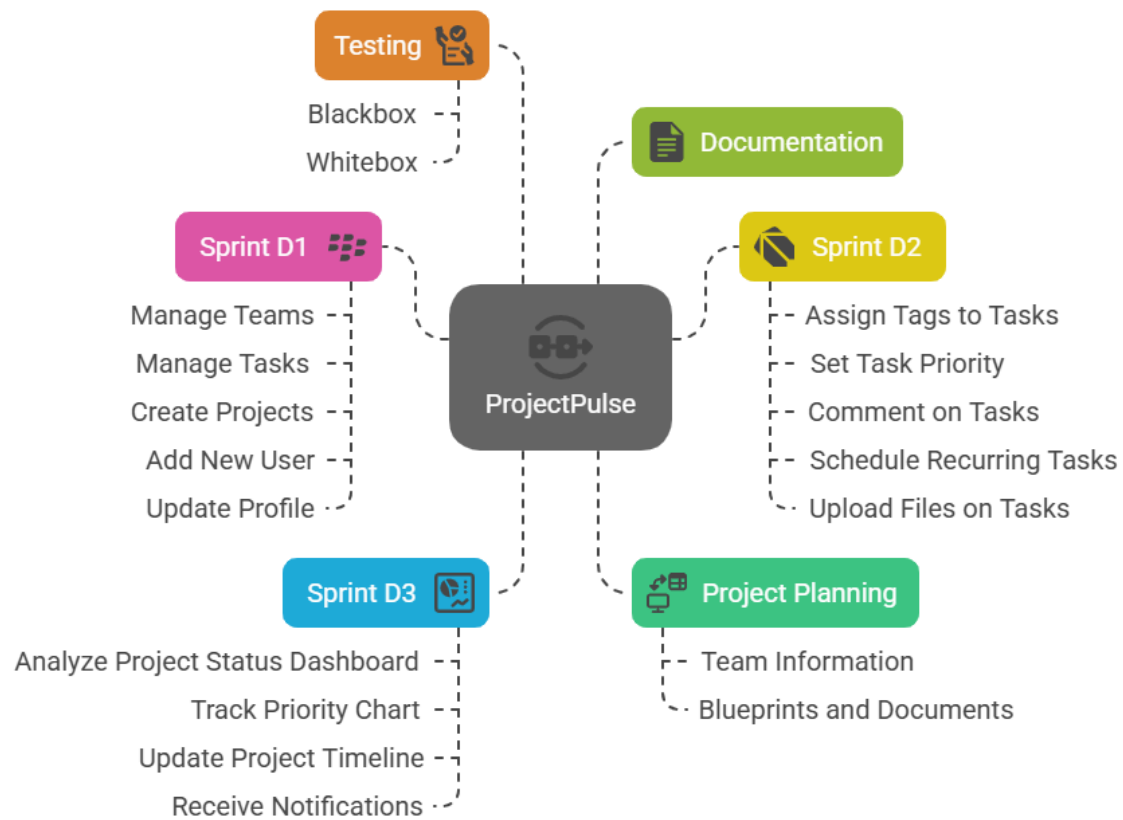 Testing
Blackbox
Whitebox
Documentation
Sprint D1
Manage Teams
Manage Tasks
Create Projects
Add New User
Update Profile
Sprint D2
Assign Tags to Tasks
Set Task Priority
Comment on Tasks
Schedule Recurring Tasks
Upload Files on Tasks
ProjectPulse
Sprint D3
Analyze Project Status Dashboard
Track Priority Chart
Update Project Timeline
Receive Notifications
Project Planning
Team Information
Blueprints and Documents